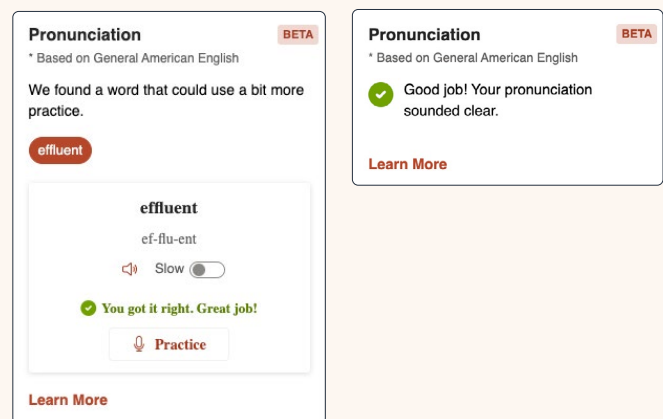 Pronunciation
BETA
* Based on General American English
We found a word that could use a bit more
practice.
effluent
effluent
ef-flu-ent
Slow
You got it right. Great job!
Practice
Learn More
Pronunciation
BETA
* Based on General American English
Good job! Your pronunciation
sounded clear.
Learn More